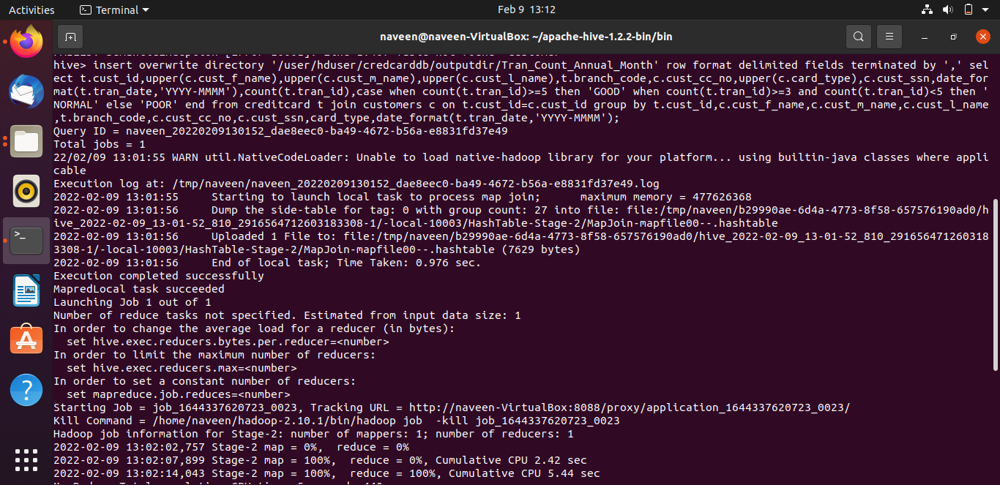 Activities Terminal Feb 9 13:12
naveen@naveen-VirtualBox: ~/apache-hive-1.2.2-bin/bin
hive> insert overwrite directory '/user/hduser/credcarddb/outputdir/Tran_Count_Annual_Month' row format delimited fields terminated by ',' sel
ect t.cust_id,upper(c.cust_f_name),upper(c.cust_m_name),upper(c.cust_l_name),t.branch_code,c.cust_cc_no,upper(c.card_type),c.cust_ssn,date_for
mat(t.tran_date,'YYYY-MMMM'),count(t.tran_id),case when count(t.tran_id)>=5 then 'GOOD' when count(t.tran_id)>=3 and count(t.tran_id)<5 then '
NORMAL' else 'POOR' end from creditcard t join customers c on t.cust_id=c.cust_id group by t.cust_id,c.cust_f_name,c.cust_m_name,c.cust_l_name
,t.branch_code,c.cust_cc_no,c.cust_ssn,card_type,date_format(t.tran_date,'YYYY-MMMM');
Query ID = naveen_20220209130152_dae8eec0-ba49-4672-b56a-e8831fd37e49
Total jobs = 1
22/02/09 13:01:55 WARN util.NativeCodeLoader: Unable to load native-hadoop library for your platform... using builtin-java classes where appli
cable
Execution log at: /tmp/naveen/naveen_20220209130152_dae8eec0-ba49-4672-b56a-e8831fd37e49.log
2022-02-09 13:01:55 Starting to launch local task to process map join; maximum memory = 477626368
2022-02-09 13:01:56 Dump the side-table for tag: 0 with group count: 27 into file: file:/tmp/naveen/b29990ae-6d4a-4773-8f58-657576190ad0/h
ive_2022-02-09_13-01-52_810_2916564712603183308-1/-local-10003/HashTable-Stage-2/MapJoin-mapfile00--.hashtable
2022-02-09 13:01:56 Uploaded 1 File to: file:/tmp/naveen/b29990ae-6d4a-4773-8f58-657576190ad0/hive_2022-02-09_13-01-52_810_291656471260318
3308-1/-local-10003/HashTable-Stage-2/MapJoin-mapfile00--.hashtable (7629 bytes)
2022-02-09 13:01:56 End of local task; Time Taken: 0.976 sec.
Execution completed successfully
MapredLocal task succeeded
Launching Job 1 out of 1
Number of reduce tasks not specified. Estimated from input data size: 1
In order to change the average load for a reducer (in bytes):
set hive.exec.reducers.bytes.per.reducer=<number>
In order to limit the maximum number of reducers:
set hive.exec.reducers.max=<number>
In order to set a constant number of reducers:
set mapreduce.job.reduces=<number>
Starting Job = job_1644337620723_0023, Tracking URL = http://naveen-VirtualBox:8088/proxy/application_1644337620723_0023/
Kill Command = /home/naveen/hadoop-2.10.1/bin/hadoop job -kill job_1644337620723_0023
Hadoop job information for Stage-2: number of mappers: 1; number of reducers: 1
2022-02-09 13:02:02,757 Stage-2 map = 0%, reduce = 0%
2022-02-09 13:02:07,899 Stage-2 map = 100%, reduce = 0%, Cumulative CPU 2.42 sec
2022-02-09 13:02:14,043 Stage-2 map = 100%, reduce = 100%, Cumulative CPU 5.44 sec